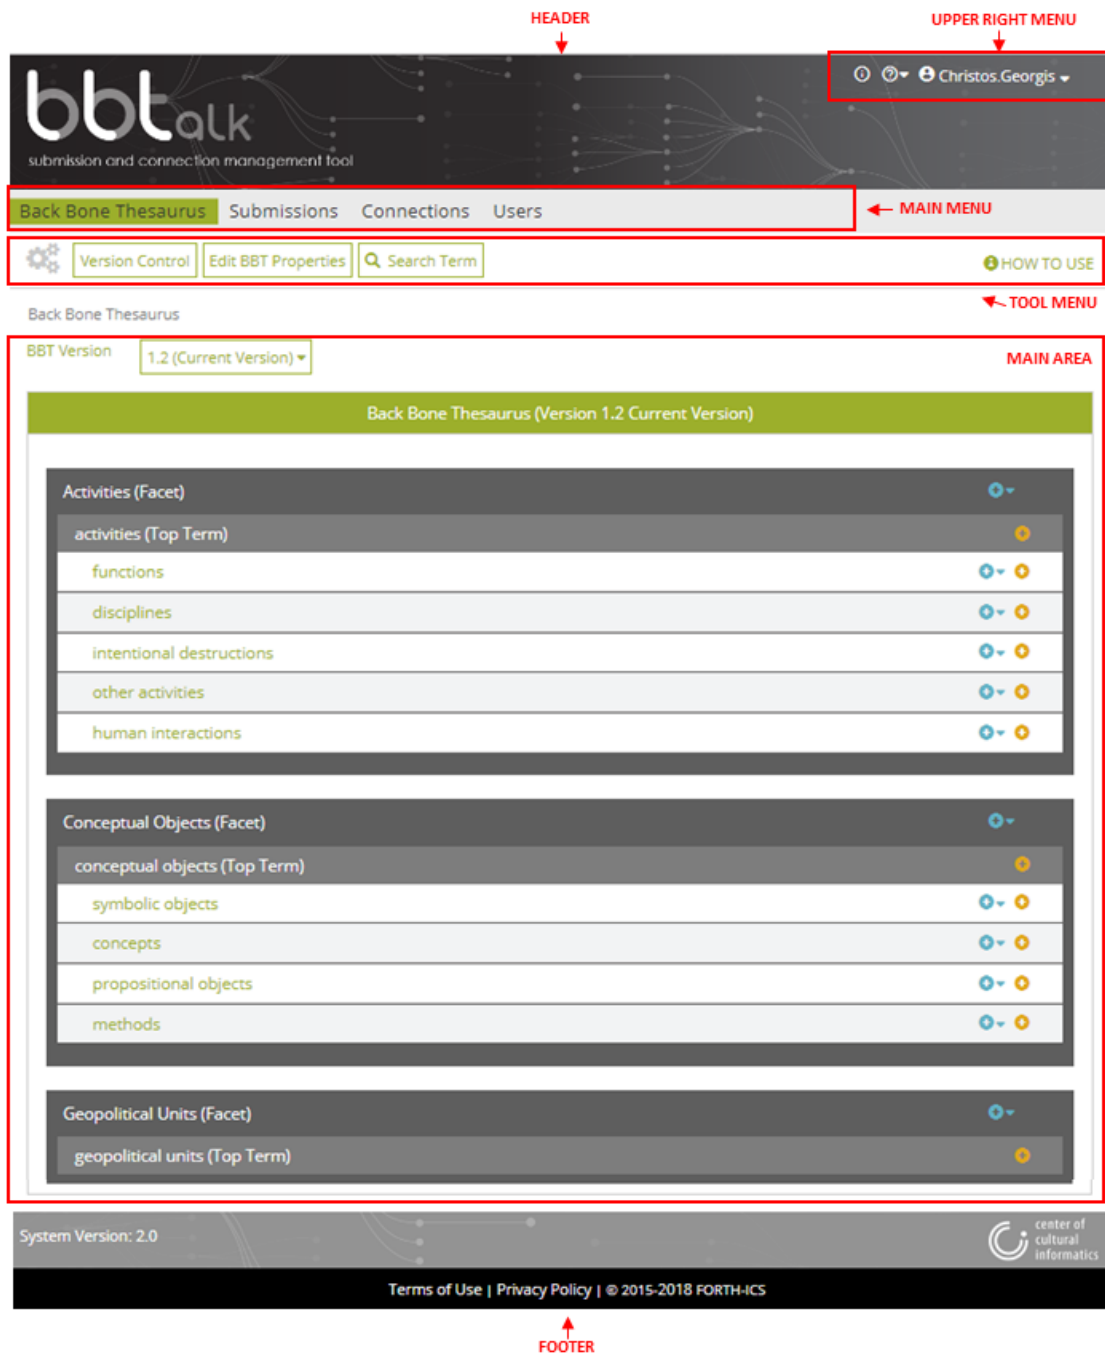 HEADER
UPPER RIGHT MENU
Christos.Georgis
bbtalk
submission and connection management tool
Back Bone Thesaurus Submissions Connections Users
MAIN MENU
Version Control Edit BBT Properties Search Term
HOW TO USE
TOOL MENU
Back Bone Thesaurus
BBT Version 1.2 (Current Version)
MAIN AREA
Back Bone Thesaurus (Version 1.2 Current Version)
Activities (Facet)
activities (Top Term)
functions
disciplines
intentional destructions
other activities
human interactions
Conceptual Objects (Facet)
conceptual objects (Top Term)
symbolic objects
concepts
propositional objects
methods
Geopolitical Units (Facet)
geopolitical units (Top Term)
System Version: 2.0
center of
cultural
informatics
Terms of Use | Privacy Policy | © 2015-2018 FORTH-ICS
FOOTER